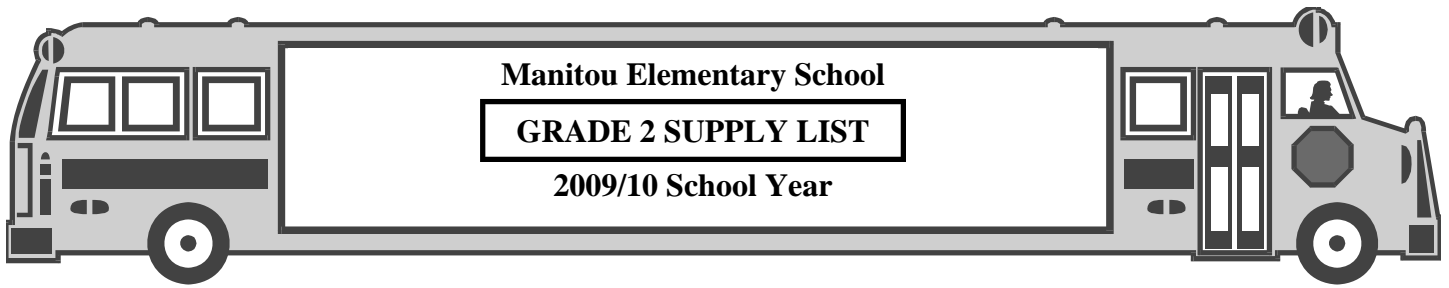 Manitou Elementary School
GRADE 2 SUPPLY LIST
2009/10 School Year